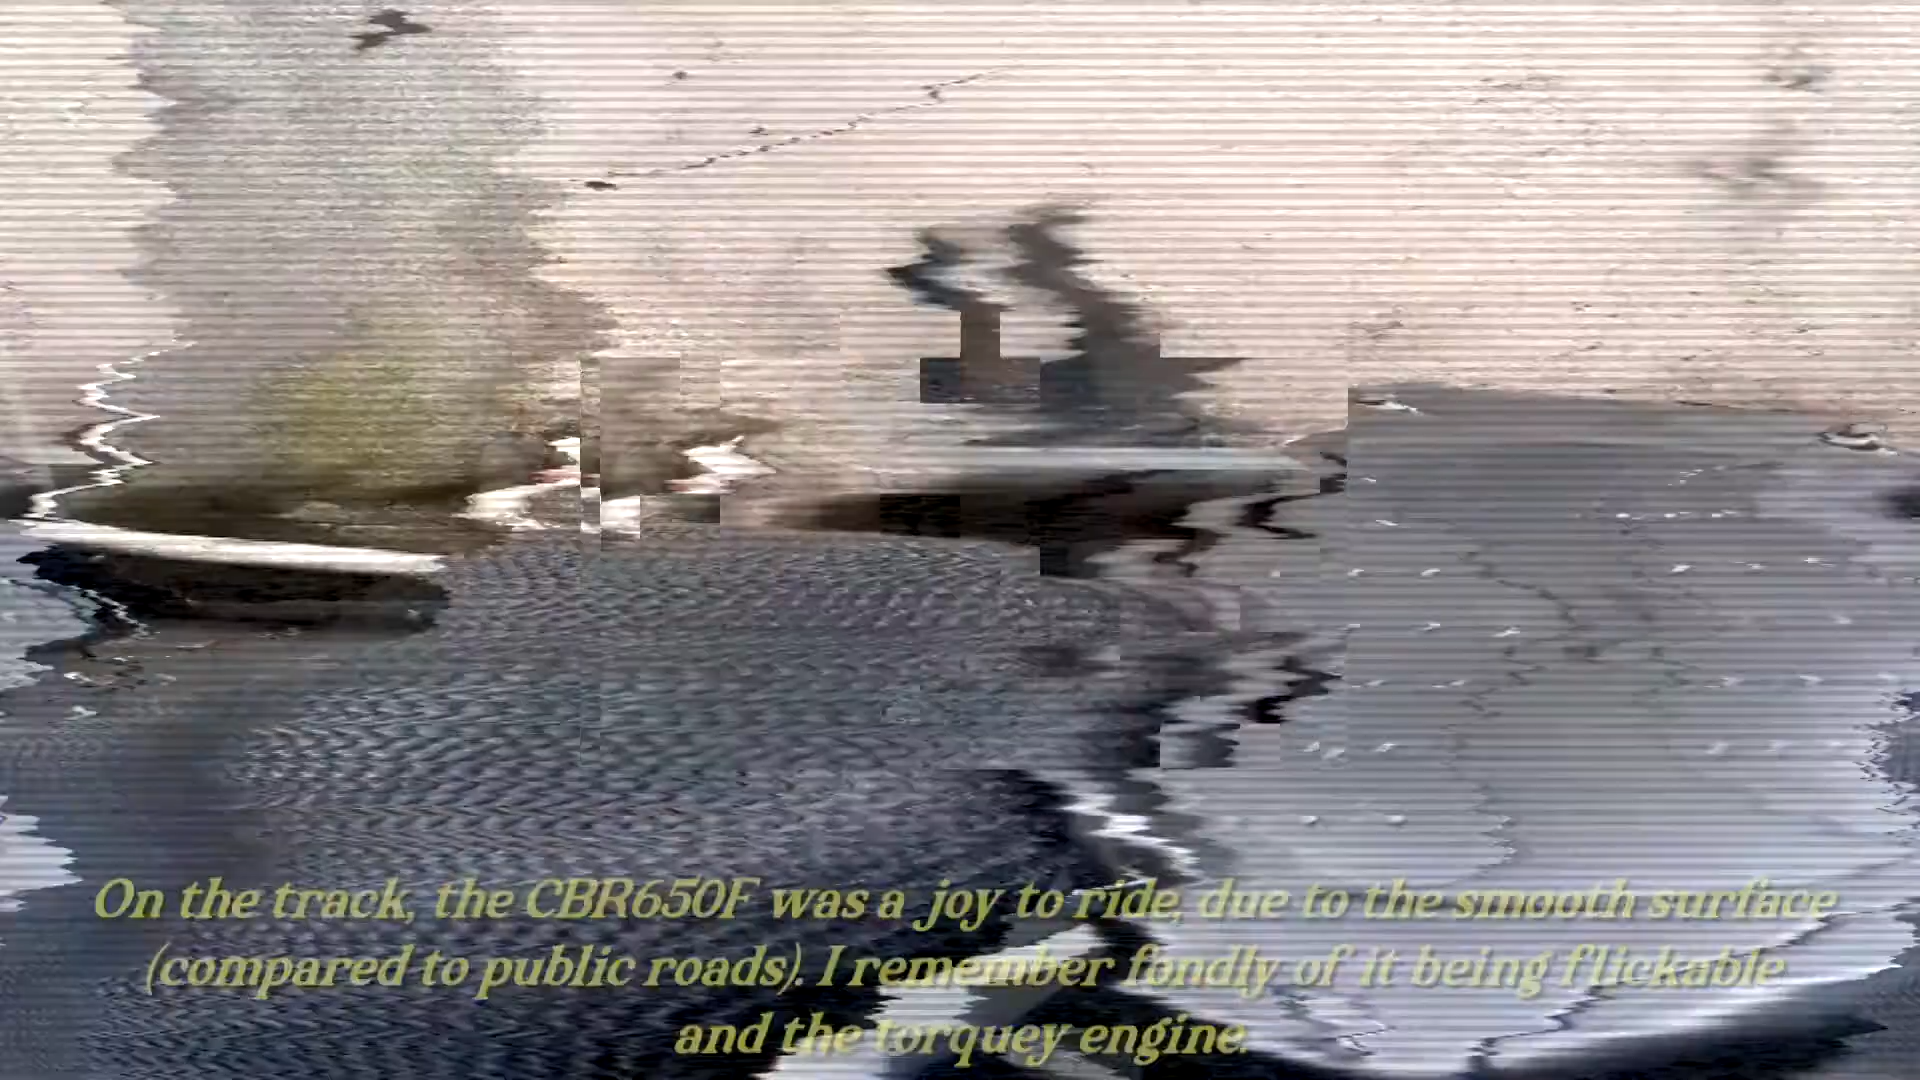 On the track, the CBR650F was a joy to ride, due to the smooth surface
(compared to public roads). I remember fondly of it being flickable
and the torquey engine.